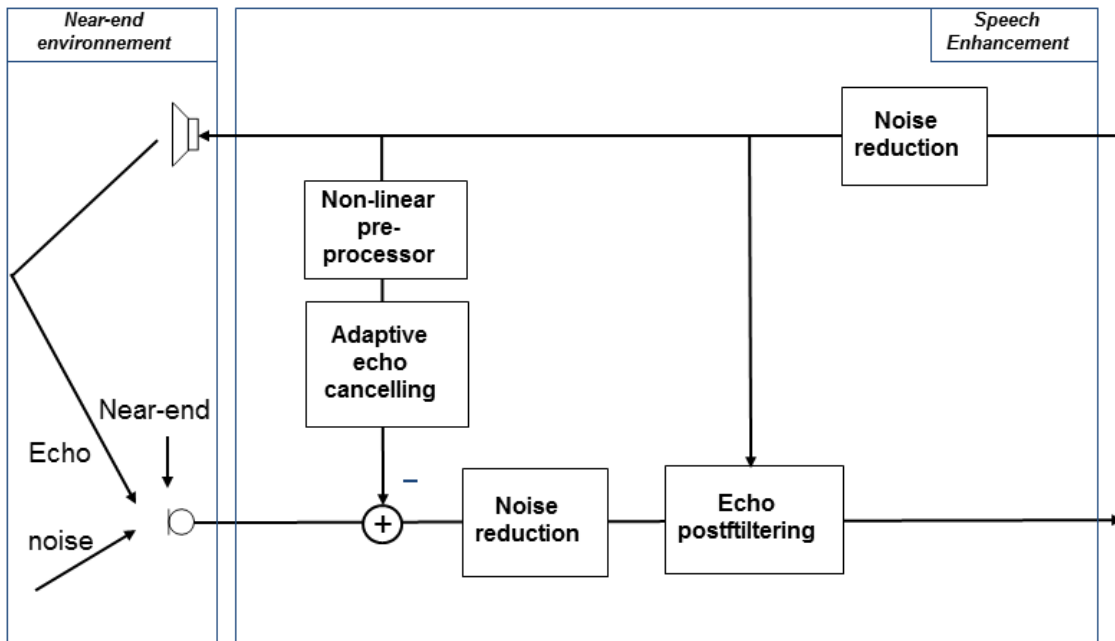 Near-end
environnement
Speech
Enhancement
Noise
reduction
Non-linear
pre-
processor
Adaptive
echo
cancelling
Near-end
Echo
noise
–
+
Noise
reduction
Echo
postftiltering